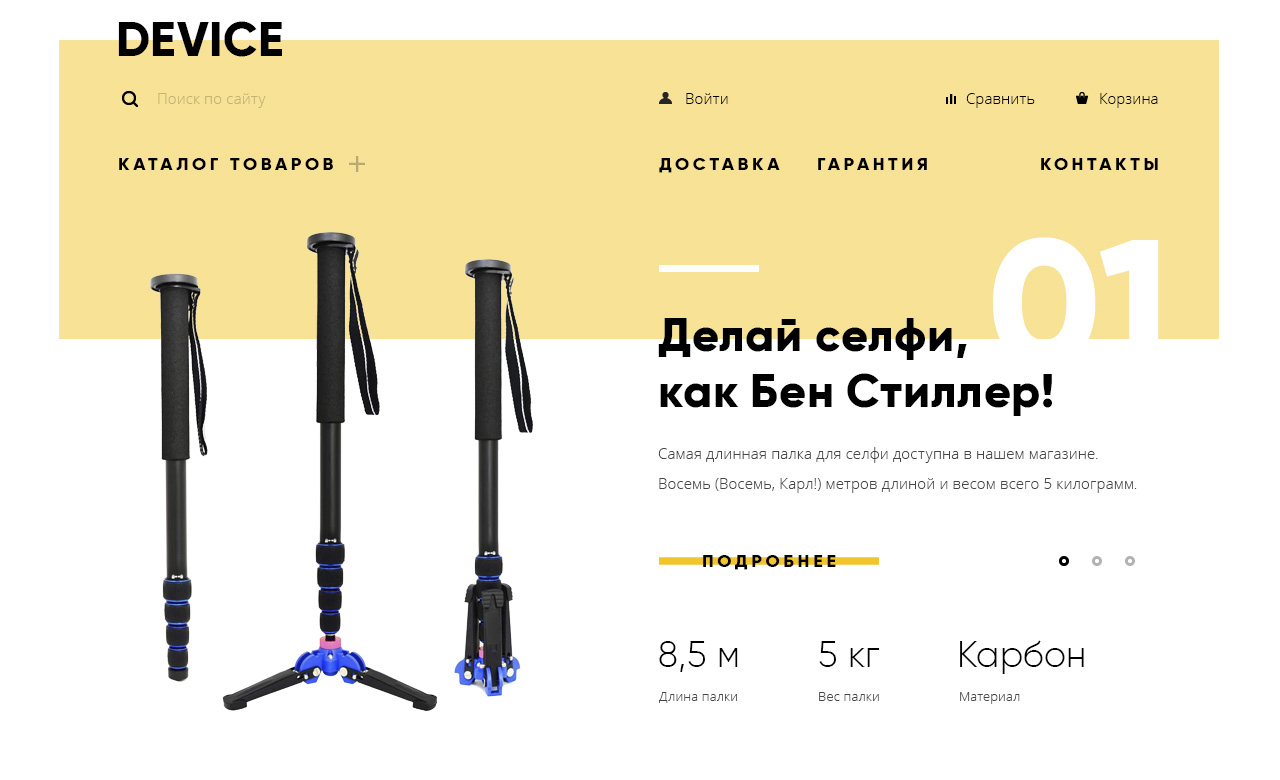 DEVICE
Поиск по сайту
Войти
Сравнить
Корзина
КАТАЛОГ ТОВАРОВ +
ДОСТАВКА
ГАРАНТИЯ
КОНТАКТЫ
01
Делай селфи,
как Бен Стиллер!
Самая длинная палка для селфи доступна в нашем магазине.
Восемь (Восемь, Карл!) метров длиной и весом всего 5 килограмм.
ПОДРОБНЕЕ
8,5 м
5 кг
Карбон
Длина палки
Вес палки
Материал